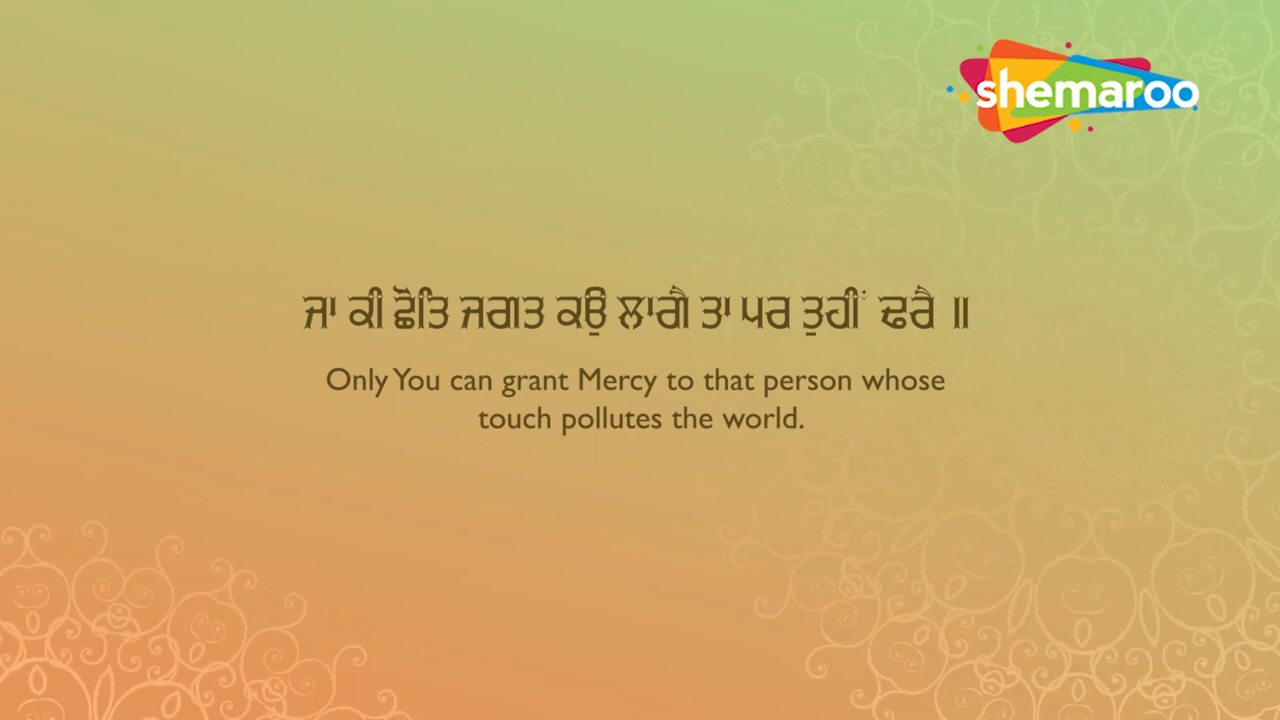 shemaroo
ਜਾ ਕੀ ਛੋਤਿ ਜਗਤ ਕਉ ਲਾਗੈ ਤਾ ਪਰ ਤੁਹੀਂ ਢਰੈ ॥
Only You can grant Mercy to that person whose
touch pollutes the world.